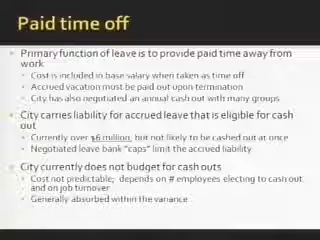 Paid time off
Primary function of leave is to provide paid time away from
work
Cost is included in base salary when taken as time off
Accrued vacation must be paid out upon termination
City has also negotiated an annual cash out with many groups
City carries liability for accrued leave that is eligible for cash
out
Currently over $6 million, but not likely to be cashed out at once
Negotiated leave bank "caps" limit the accrued liability
City currently does not budget for cash outs
Cost not predictable; depends on # employees electing to cash out
and on job turnover
Generally absorbed within the variance